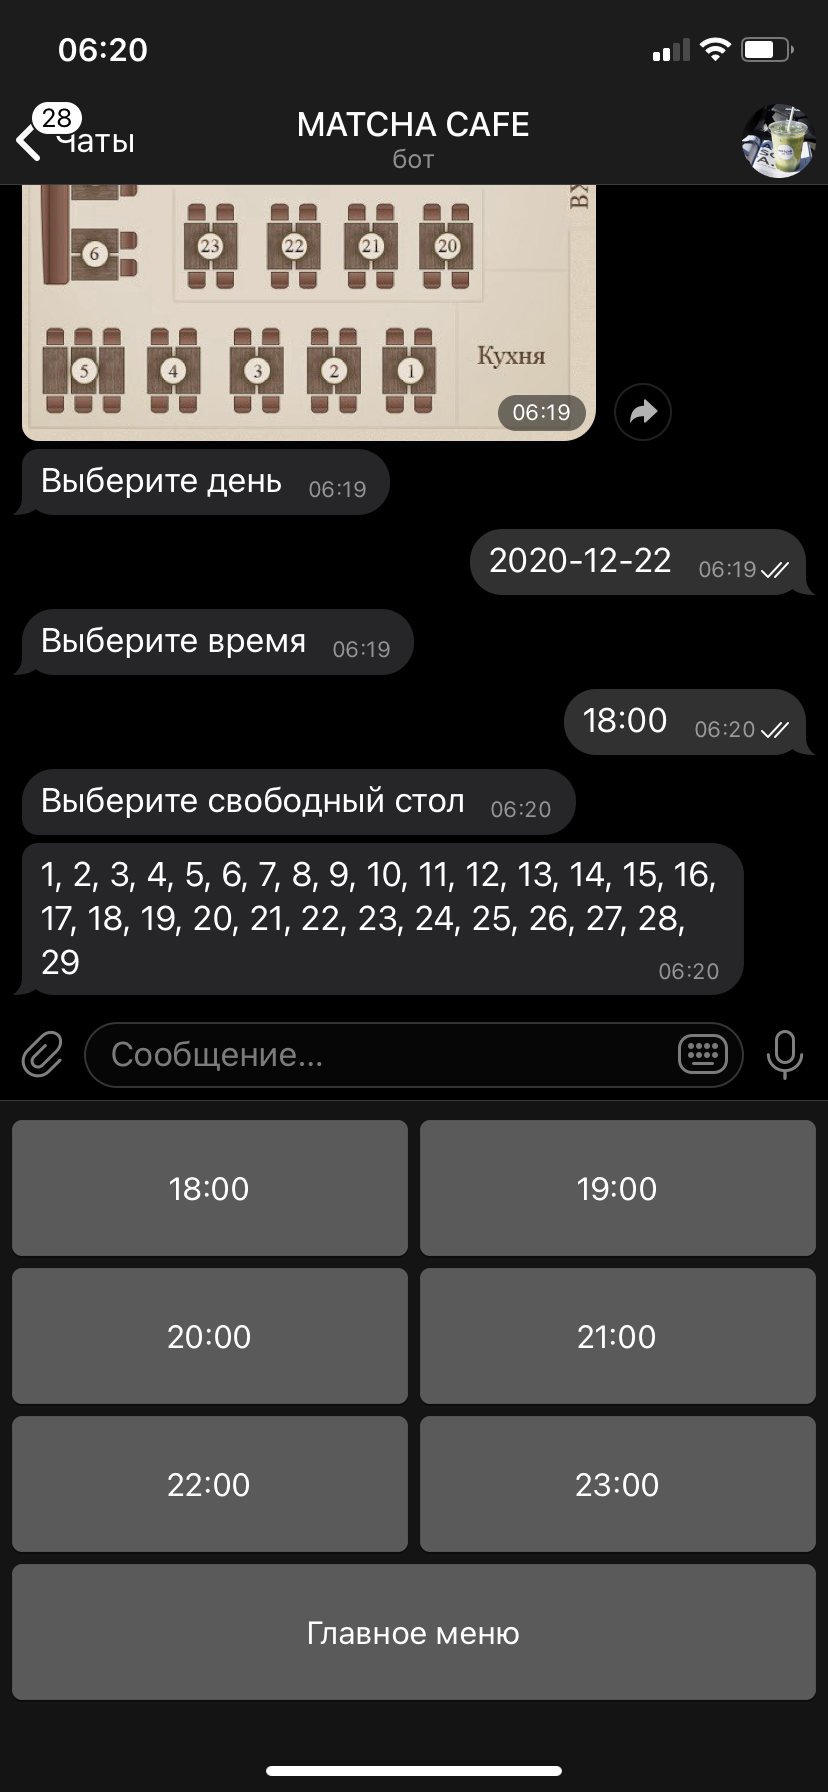 06:20
28
Чаты
MATCHA CAFE
бот
6
23
22
21
20
5
4
3
2
1
Кухня
06:19
Выберите день 06:19
2020-12-22 06:19
Выберите время 06:19
18:00 06:20
Выберите свободный стол 06:20
1, 2, 3, 4, 5, 6, 7, 8, 9, 10, 11, 12, 13, 14, 15, 16,
17, 18, 19, 20, 21, 22, 23, 24, 25, 26, 27, 28,
29 06:20
Сообщение...
18:00
19:00
20:00
21:00
22:00
23:00
Главное меню